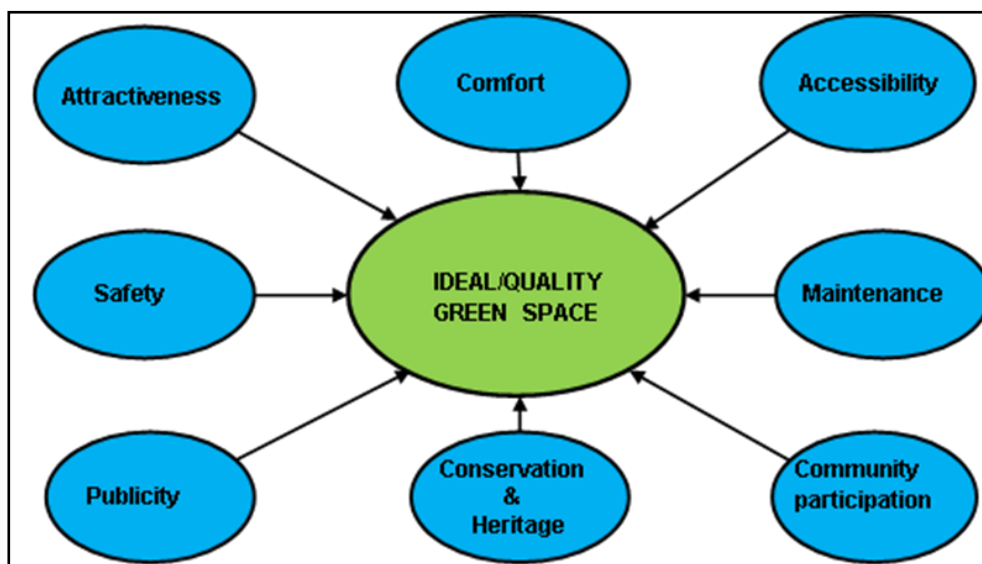 Attractiveness
Comfort
Accessibility
Safety
IDEAL/QUALITY
GREEN SPACE
Maintenance
Publicity
Conservation
&
Heritage
Community
participation